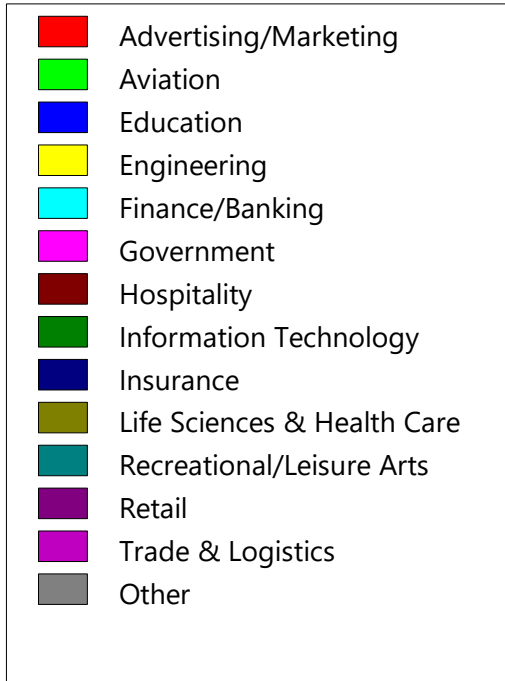 Advertising/Marketing
Aviation
Education
Engineering
Finance/Banking
Government
Hospitality
Information Technology
Insurance
Life Sciences & Health Care
Recreational/Leisure Arts
Retail
Trade & Logistics
Other